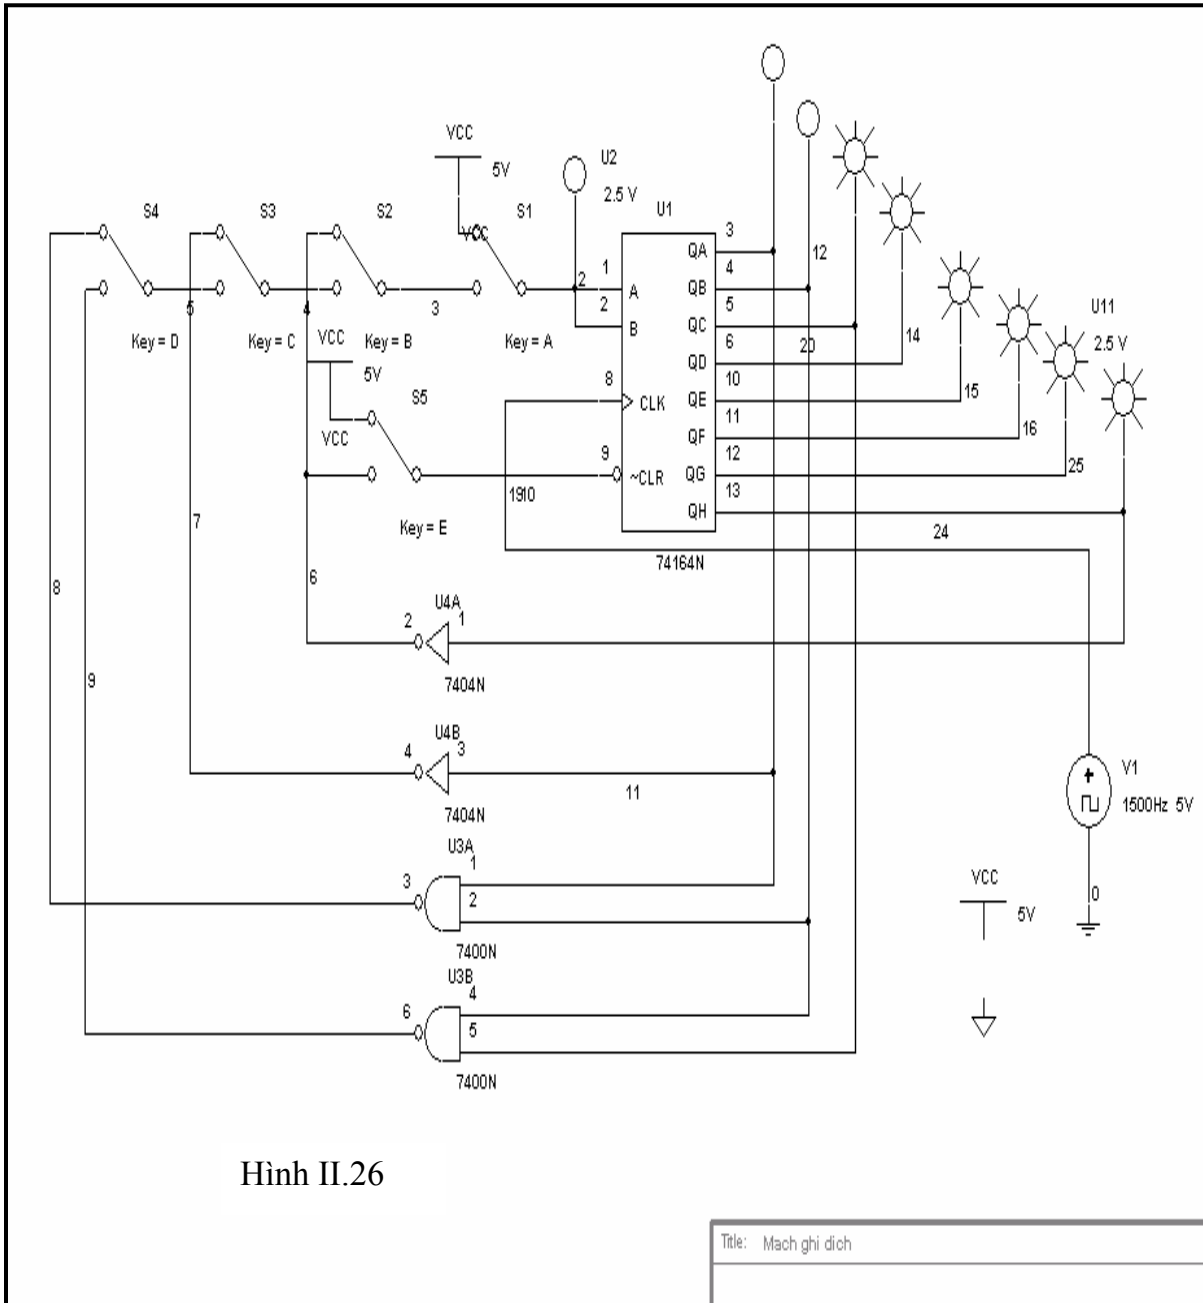 VCC
5V
U2
2.5 V
S4
S3
S2
S1
VCC
U1
3
QA
12
4
QB
1
2
A
5
QC
2
B
20
6
QD
14
U11
2.5 V
5
4
3
Key = D
Key = C
Key = B
Key = A
VCC
5V
S5
8
CLK
10
QE
15
11
QF
16
VCC
9
~CLR
12
QG
25
1910
13
QH
24
Key = E
7
74164N
8
6
2
U4A
1
7404N
9
4
U4B
3
7404N
11
V1
1500Hz 5V
U3A
3
1
2
7400N
VCC
5V
0
U3B
6
4
5
7400N
Hình II.26
Title: Mach ghi dich